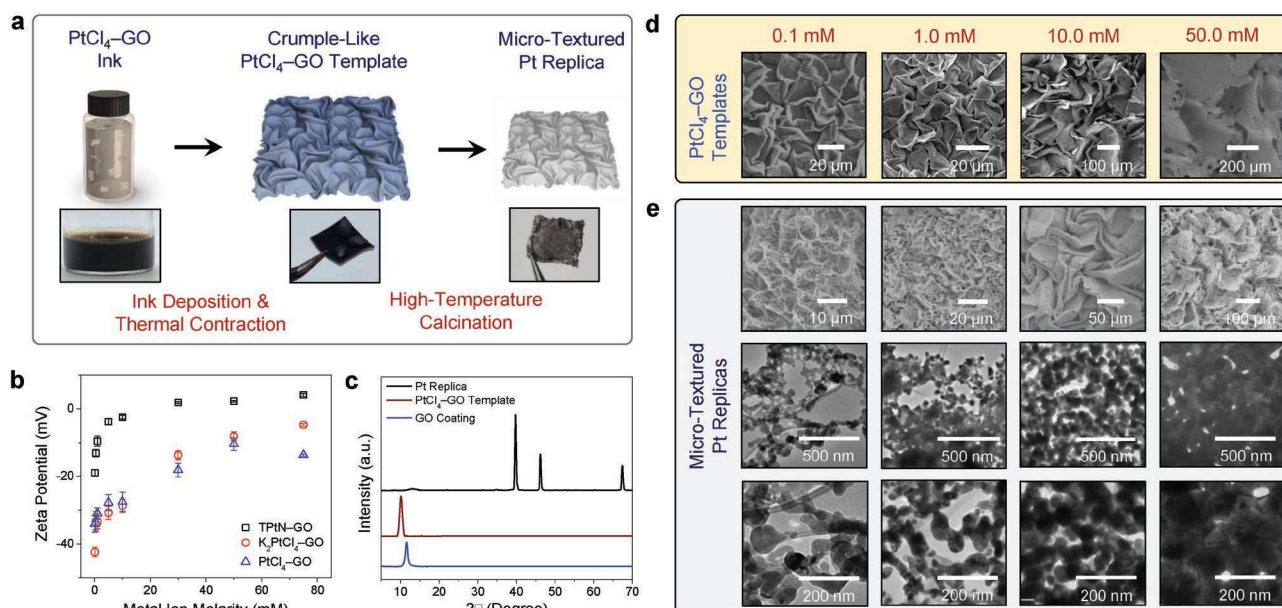 a
PtCl₄–GO
Ink
Crumple-Like
PtCl₄–GO Template
Micro-Textured
Pt Replica
Ink Deposition &
Thermal Contraction
High-Temperature
Calcination
b
Zeta Potential (mV)
0
-20
-40
TPtN–GO
K₂PtCl₄–GO
PtCl₄–GO
0 20 40 60 80
Metal Ion Molarity (mM)
c
Intensity (a.u.)
Pt Replica
PtCl₄–GO Template
GO Coating
10 20 30 40 50 60 70
2□ (Degree)
d
0.1 mM 1.0 mM 10.0 mM 50.0 mM
PtCl₄–GO
Templates
20 µm 20 µm 100 µm 200 µm
e
Micro-Textured
Pt Replicas
10 µm 20 µm 50 µm 100 µm
500 nm 500 nm 500 nm 500 nm
200 nm 200 nm 200 nm 200 nm